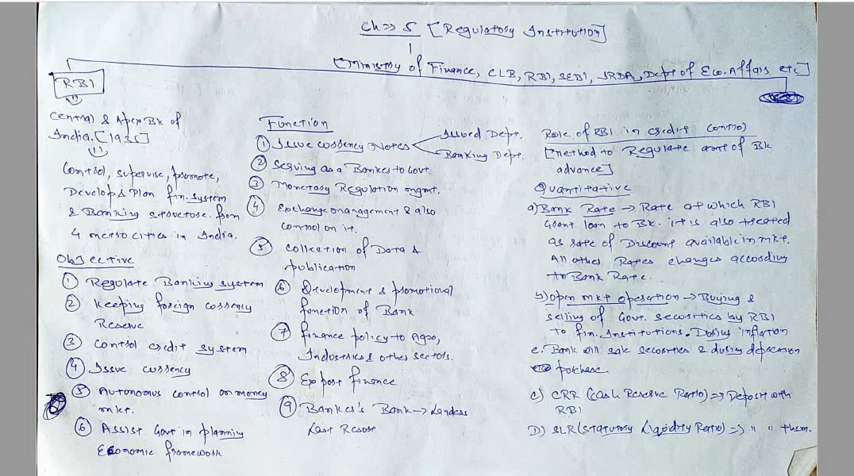 Ch => 5 [Regulatory Institution]
[Ministry of Finance, CLB, RBI, SEBI, IRDA, Dept of Eco. Affairs etc]
RBI
Central & Apex Bk of
India. [1935]
Control, supervise, promote,
Develop & Plan fin. system
& Banking structure from
4 metro cities in India.
Objective
① Regulate Banking system
② Keeping foreign currency
Reserve
③ Control credit system
④ Issue currency
⑤ Autonomous control on money
mkt.
⑥ Assist Govt in planning
Economic framework
Function
① Issue currency Notes
Issued Dept.
Banking Dept.
② Serving as a Banker to Govt.
③ Monetary Regulation mgmt.
④ Exchange management & also
control on it.
⑤ Collection of Data &
publication
⑥ Development & promotional
function of Bank
⑦ finance policy to Agro,
Industries & other sectors.
⑧ Export finance
⑨ Banker's Bank → Lenders
Last Resort
Role of RBI in credit control
[method to Regulate amt of Bk
advance]
Quantitative
a) Bank Rate → Rate at which RBI
Grant loan to Bk. it is also treated
as rate of Discount available in mkt.
All other Rates changes according
to Bank Rate.
b) open mkt operation → Buying &
selling of Govt. securities by RBI
to fin. Institutions. During inflation
c. Bank will sale securities & during depression
purchase
c) CRR (Cash Reserve Ratio) => Deposit with
RBI
D) SLR (Statutory Liquidity Ratio) => " " them.